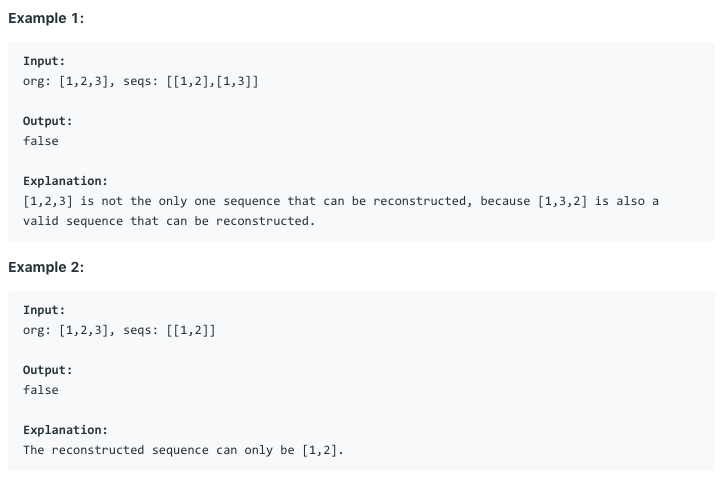 Example 1:
Input:
org: [1,2,3], seqs: [[1,2],[1,3]]
Output:
false
Explanation:
[1,2,3] is not the only one sequence that can be reconstructed, because [1,3,2] is also a
valid sequence that can be reconstructed.
Example 2:
Input:
org: [1,2,3], seqs: [[1,2]]
Output:
false
Explanation:
The reconstructed sequence can only be [1,2].